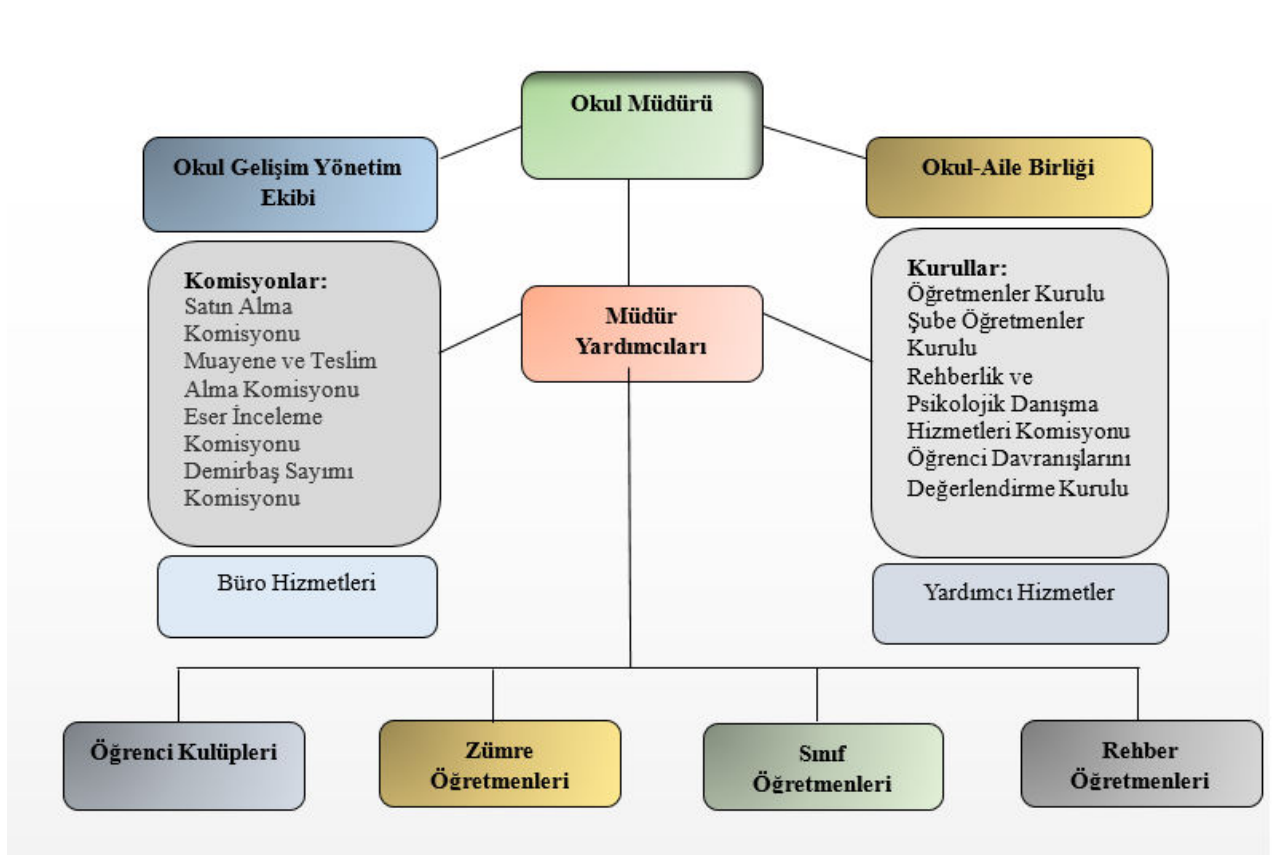 Okul Müdürü
Okul Gelişim Yönetim
Ekibi
Okul-Aile Birliği
Komisyonlar:
Satın Alma
Komisyonu
Muayene ve Teslim
Alma Komisyonu
Eser İnceleme
Komisyonu
Demirbaş Sayımı
Komisyonu
Müdür
Yardımcıları
Kurullar:
Öğretmenler Kurulu
Şube Öğretmenler
Kurulu
Rehberlik ve
Psikolojik Danışma
Hizmetleri Komisyonu
Öğrenci Davranışlarını
Değerlendirme Kurulu
Büro Hizmetleri
Yardımcı Hizmetler
Öğrenci Kulüpleri
Zümre
Öğretmenleri
Sınıf
Öğretmenleri
Rehber
Öğretmenleri